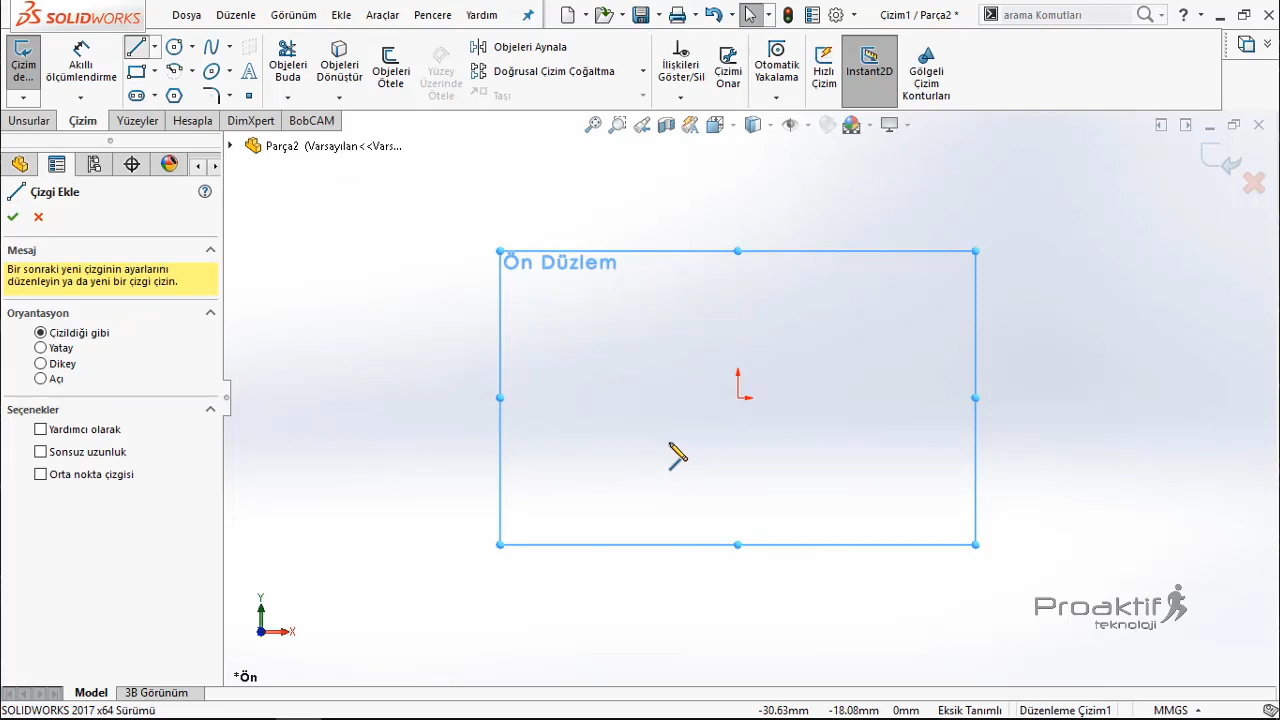 SOLIDWORKS
Dosya Düzenle Görünüm Ekle Araçlar Pencere Yardım
Çizim1 / Parça2 *
arama Komutları
Çizim de...
Akıllı ölçümlendirme
Objeleri Buda
Objeleri Dönüştür
Objeleri Ötele
Yüzey Üzerinde Ötele
Objeleri Aynala
Doğrusal Çizim Çoğaltma
Taşı
İlişkileri Göster/Sil
Çizimi Onar
Otomatik Yakalama
Hızlı Çizim
Instant2D
Gölgeli Çizim Konturları
Unsurlar Çizim Yüzeyler Hesapla DimXpert BobCAM
Parça2 (Varsayılan<<Vars...
Çizgi Ekle
Mesaj
Bir sonraki yeni çizginin ayarlarını
düzenleyin ya da yeni bir çizgi çizin.
Oryantasyon
Çizildiği gibi
Yatay
Dikey
Açı
Seçenekler
Yardımcı olarak
Sonsuz uzunluk
Orta nokta çizgisi
Ön Düzlem
Y
X
*Ön
Proaktif
teknoloji
Model 3B Görünüm
SOLIDWORKS 2017 x64 Sürümü
-30.63mm -18.08mm 0mm Eksik Tanımlı Düzenleme Çizim1 MMGS